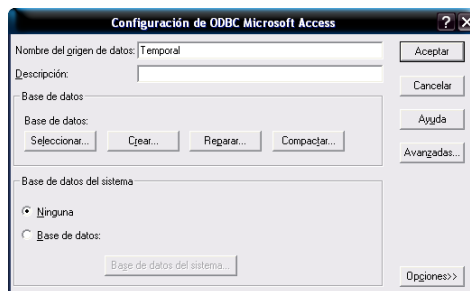 Configuración de ODBC Microsoft Access
Nombre del origen de datos: Temporal
Aceptar
Descripción:
Cancelar
Base de datos
Base de datos:
Ayuda
Seleccionar... Crear... Reparar... Compactar...
Avanzadas...
Base de datos del sistema
Ninguna
Base de datos:
Base de datos del sistema...
Opciones>>